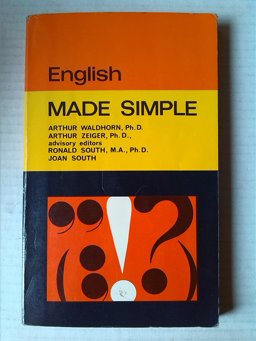 English
MADE SIMPLE
ARTHUR WALDHORN, Ph. D.
ARTHUR ZEIGER, Ph. D.,
advisory editors
RONALD SOUTH, M.A., Ph. D.
JOAN SOUTH